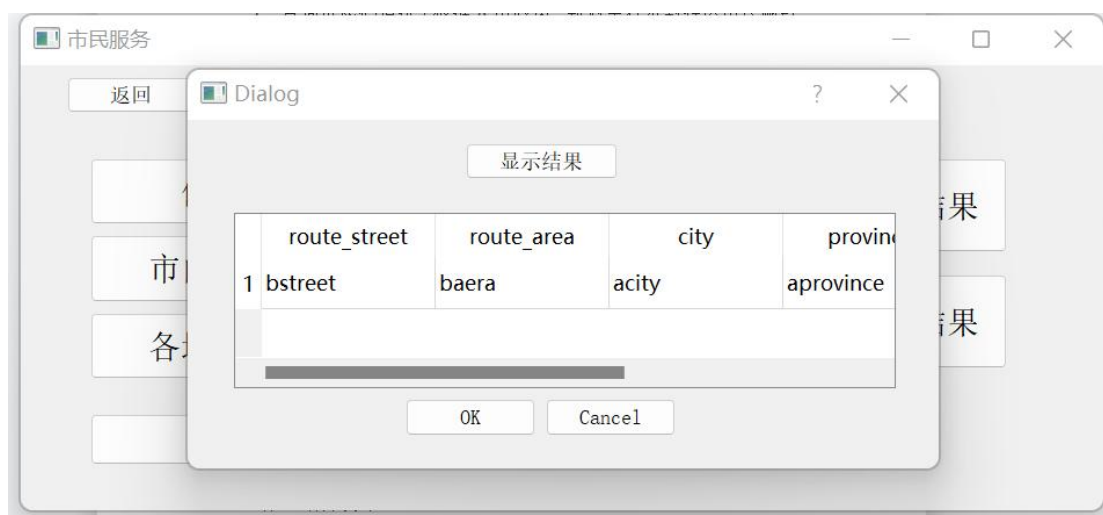 市民服务
返回
Dialog
?
显示结果
果
route_street route_area city
市
1 bstreet baera acity aprovince
果
各
OK Cancel